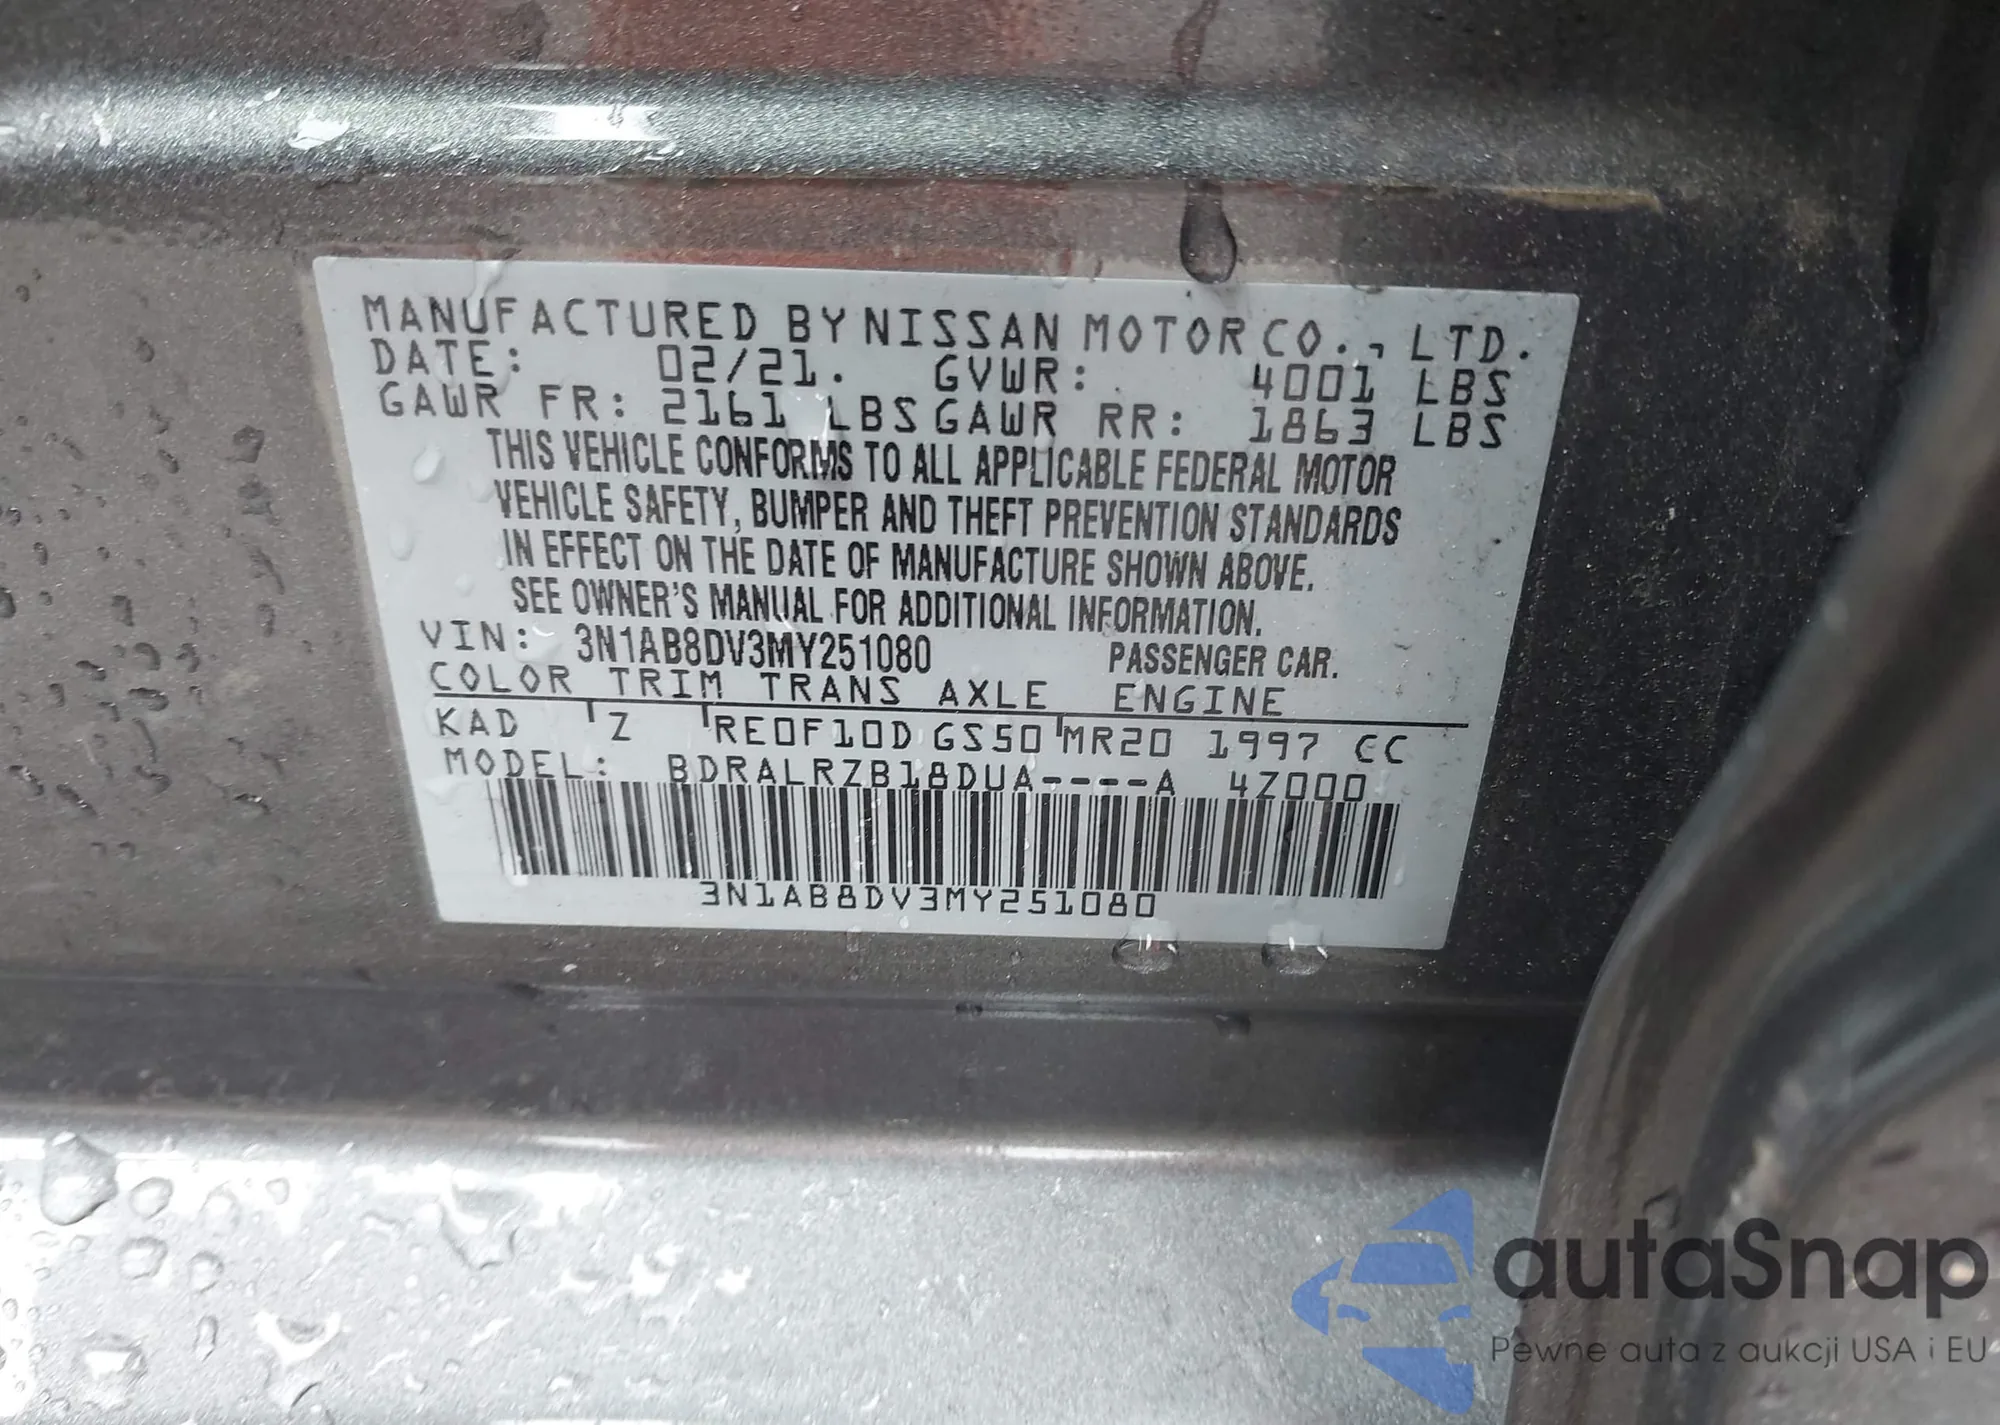 MANUFACTURED BY NISSAN MOTOR CO., LTD.
DATE: 02/21. GVWR: 4001 LBS
GAWR FR: 2161 LBS GAWR RR: 1863 LBS
THIS VEHICLE CONFORMS TO ALL APPLICABLE FEDERAL MOTOR
VEHICLE SAFETY, BUMPER AND THEFT PREVENTION STANDARDS
IN EFFECT ON THE DATE OF MANUFACTURE SHOWN ABOVE.
SEE OWNER'S MANUAL FOR ADDITIONAL INFORMATION.
VIN: 3N1AB8DV3MY251080 PASSENGER CAR.
COLOR TRIM TRANS AXLE ENGINE
KAD Z RE0F10D GS50 MR20 1997 CC
MODEL: BDRALRZB18DUA----A 4Z000
3N1AB8DV3MY251080
autaSnap
Pewne auta z aukcji USA i EU